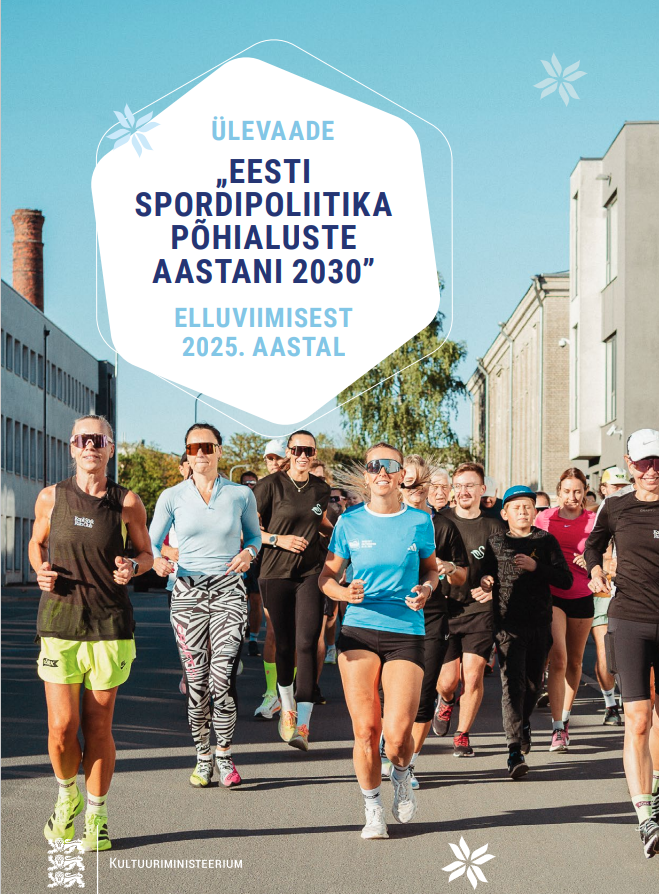 ÜLEVAADE
„EESTI
SPORDIPOLIITIKA
PÕHIALUSTE
AASTANI 2030”
ELLUVIIMISEST
2025. AASTAL
KULTUURIMINISTEERIUM